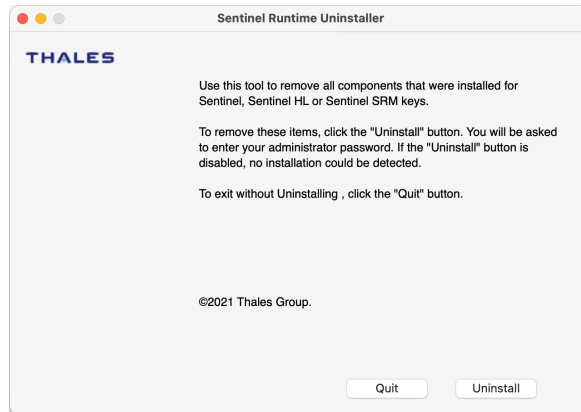 Sentinel Runtime Uninstaller
THALES
Use this tool to remove all components that were installed for
Sentinel, Sentinel HL or Sentinel SRM keys.
To remove these items, click the "Uninstall" button. You will be asked
to enter your administrator password. If the "Uninstall" button is
disabled, no installation could be detected.
To exit without Uninstalling , click the "Quit" button.
©2021 Thales Group.
Quit
Uninstall